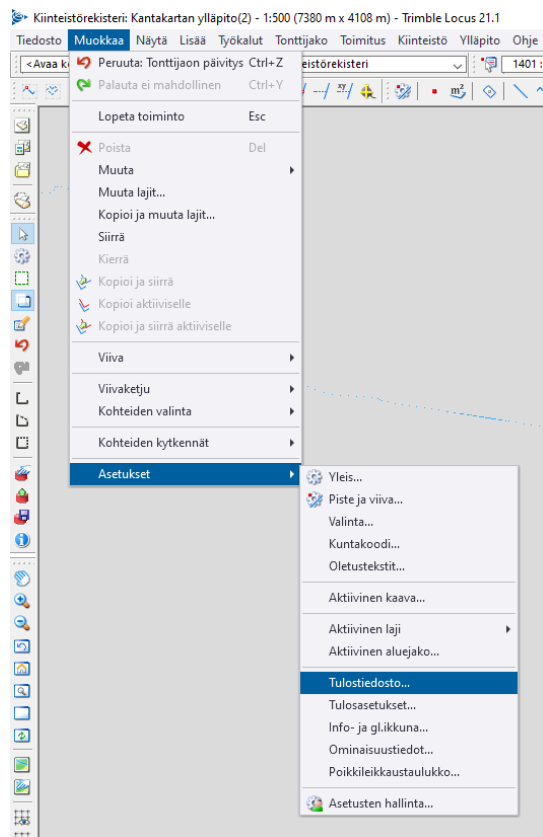 Kiinteistörekisteri: Kantakartan ylläpito(2) - 1:500 (7380 m x 4108 m) - Trimble Locus 21.1
Tiedosto Muokkaa Näytä Lisää Työkalut Tonttijako Toimitus Kiinteistö Ylläpito Ohje
<Avaa eistörekisteri 1401 :
Peruuta: Tonttijaon päivitys Ctrl+Z
Palauta ei mahdollinen Ctrl+Y
xy
m2
Lopeta toiminto Esc
Poista Del
Muuta
Muuta lajit...
Kopioi ja muuta lajit...
Siirrä
Kierrä
Kopioi ja siirrä
Kopioi aktiiviselle
Kopioi ja siirrä aktiiviselle
Viiva
Viivaketju
Kohteiden valinta
Kohteiden kytkennät
Asetukset
Yleis...
Piste ja viiva...
Valinta...
Kuntakoodi...
Oletustekstit...
Aktiivinen kaava...
Aktiivinen laji
Aktiivinen aluejako...
Tulostiedosto...
Tulosasetukset...
Info- ja gl.ikkuna...
Ominaisuustiedot...
Poikkileikkaustaulukko...
Asetusten hallinta...